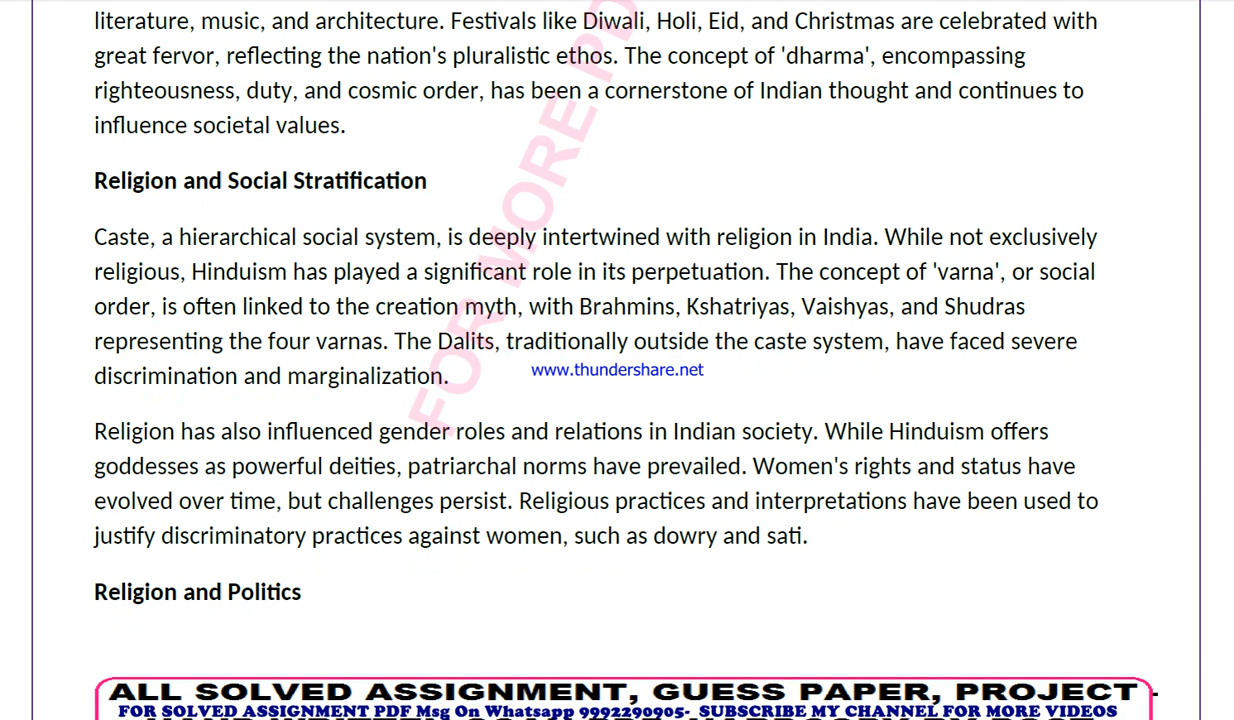 literature, music, and architecture. Festivals like Diwali, Holi, Eid, and Christmas are celebrated with
great fervor, reflecting the nation's pluralistic ethos. The concept of 'dharma', encompassing
righteousness, duty, and cosmic order, has been a cornerstone of Indian thought and continues to
influence societal values.
Religion and Social Stratification
Caste, a hierarchical social system, is deeply intertwined with religion in India. While not exclusively
religious, Hinduism has played a significant role in its perpetuation. The concept of 'varna', or social
order, is often linked to the creation myth, with Brahmins, Kshatriyas, Vaishyas, and Shudras
representing the four varnas. The Dalits, traditionally outside the caste system, have faced severe
discrimination and marginalization.
www.thundershare.net
Religion has also influenced gender roles and relations in Indian society. While Hinduism offers
goddesses as powerful deities, patriarchal norms have prevailed. Women's rights and status have
evolved over time, but challenges persist. Religious practices and interpretations have been used to
justify discriminatory practices against women, such as dowry and sati.
Religion and Politics
FOR MORE PD
ALL SOLVED ASSIGNMENT, GUESS PAPER, PROJECT
FOR SOLVED ASSIGNMENT PDF Msg On Whatsapp 9992290905- SUBSCRIBE MY CHANNEL FOR MORE VIDEOS